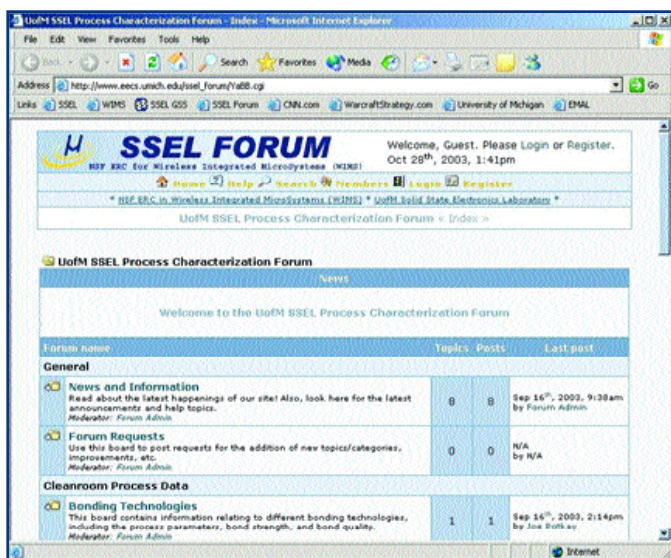 UofM SSEL Process Characterization Forum - Index - Microsoft Internet Explorer
File Edit View Favorites Tools Help
Back Search Favorites Media
Address http://www.eecs.umich.edu/ssel_forum/YaBB.cgi Go
Links SSEL WIMS SSEL GSS SSEL Forum CNN.com WarcraftStrategy.com University of Michigan EMAL
μ SSEL FORUM
NSF ERC for Wireless Integrated MicroSystems (WIMS)
Welcome, Guest. Please Login or Register.
Oct 28th, 2003, 1:41pm
Home Help Search Members Login Register
* NSF ERC in Wireless Integrated MicroSystems (WIMS) * UofM Solid State Electronics Laboratory *
UofM SSEL Process Characterization Forum « Index »
UofM SSEL Process Characterization Forum
News
Welcome to the UofM SSEL Process Characterization Forum
Forum name Topics Posts Last post
General
News and Information
Read about the latest happenings of our site! Also, look here for the latest
announcements and help topics.
Moderator: Forum Admin
8 8
Sep 16th, 2003, 9:38am
by Forum Admin
Forum Requests
Use this board to post requests for the addition of new topics/categories,
improvements, etc.
Moderator: Forum Admin
0 0
N/A
by N/A
Cleanroom Process Data
Bonding Technologies
This board contains information relating to different bonding technologies,
including the process parameters, bond strength, and bond quality.
Moderator: Forum Admin
1 1
Sep 16th, 2003, 2:14pm
by Joe Potkay
Internet